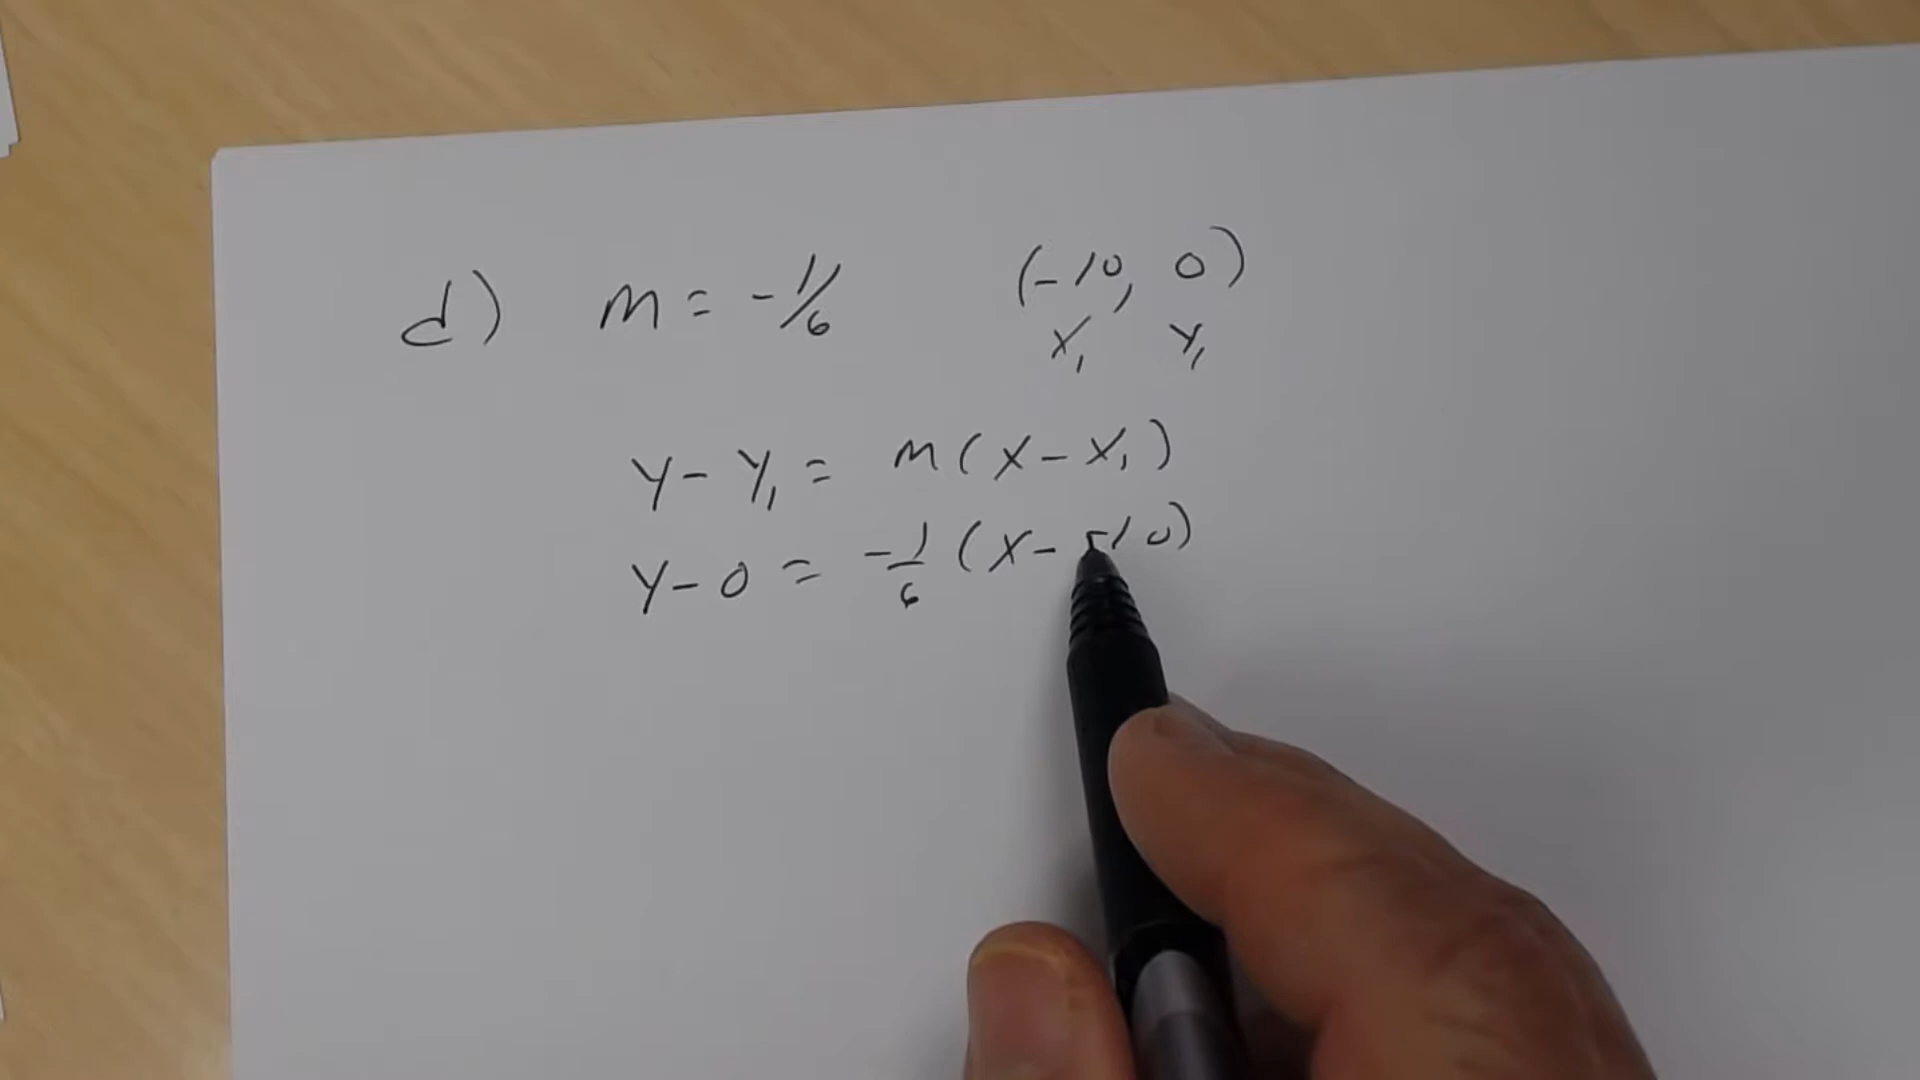 d) m = -1/6 (-10, 0)
x₁ y₁
y - y₁ = m(x - x₁)
y - 0 = -1/6 (x - -10)